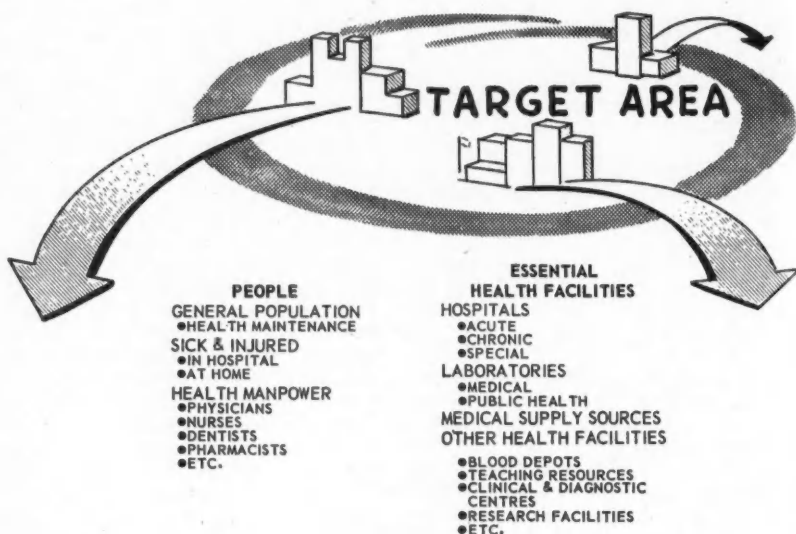 TARGET AREA
PEOPLE
GENERAL POPULATION
●HEALTH MAINTENANCE
SICK & INJURED
●IN HOSPITAL
●AT HOME
HEALTH MANPOWER
●PHYSICIANS
●NURSES
●DENTISTS
●PHARMACISTS
●ETC.
ESSENTIAL
HEALTH FACILITIES
HOSPITALS
●ACUTE
●CHRONIC
●SPECIAL
LABORATORIES
●MEDICAL
●PUBLIC HEALTH
MEDICAL SUPPLY SOURCES
OTHER HEALTH FACILITIES
●BLOOD DEPOTS
●TEACHING RESOURCES
●CLINICAL & DIAGNOSTIC
CENTRES
●RESEARCH FACILITIES
●ETC.